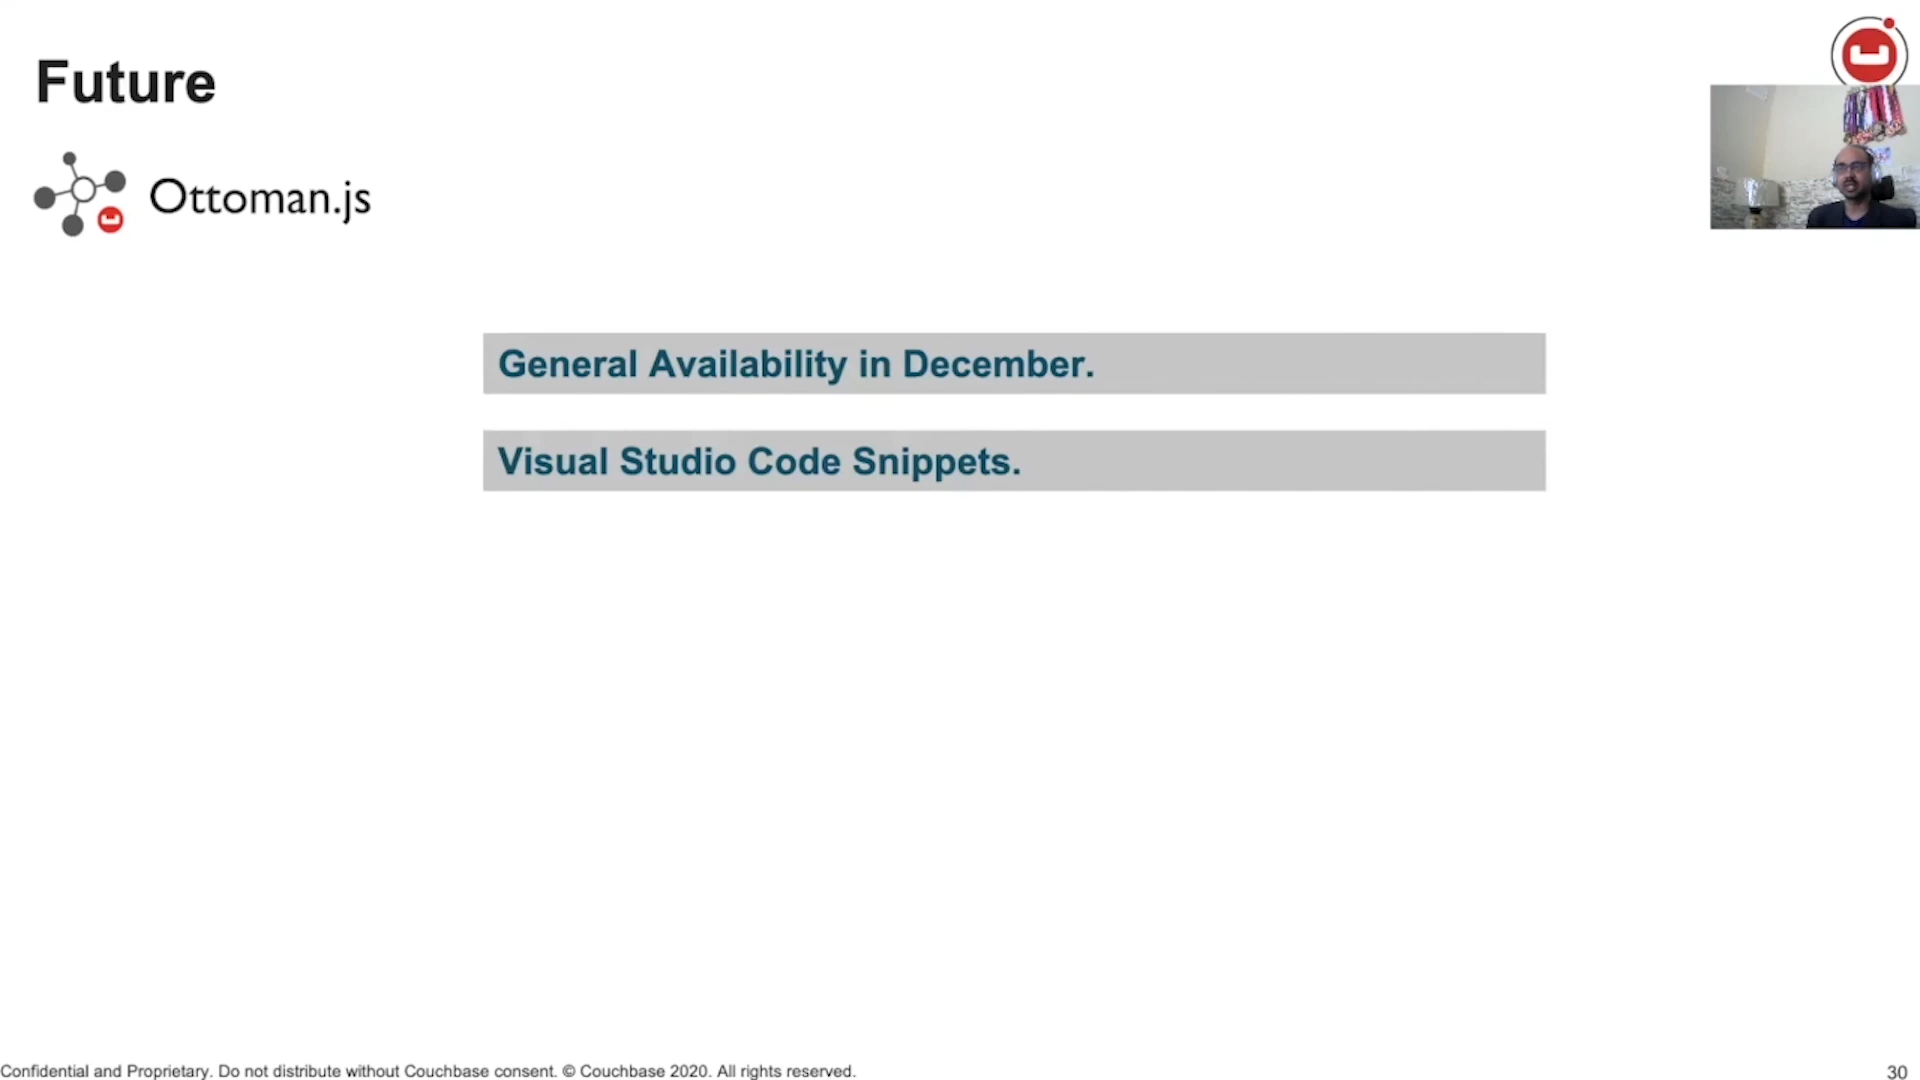 Future
Ottoman.js
General Availability in December.
Visual Studio Code Snippets.
Confidential and Proprietary. Do not distribute without Couchbase consent. © Couchbase 2020. All rights reserved.
30